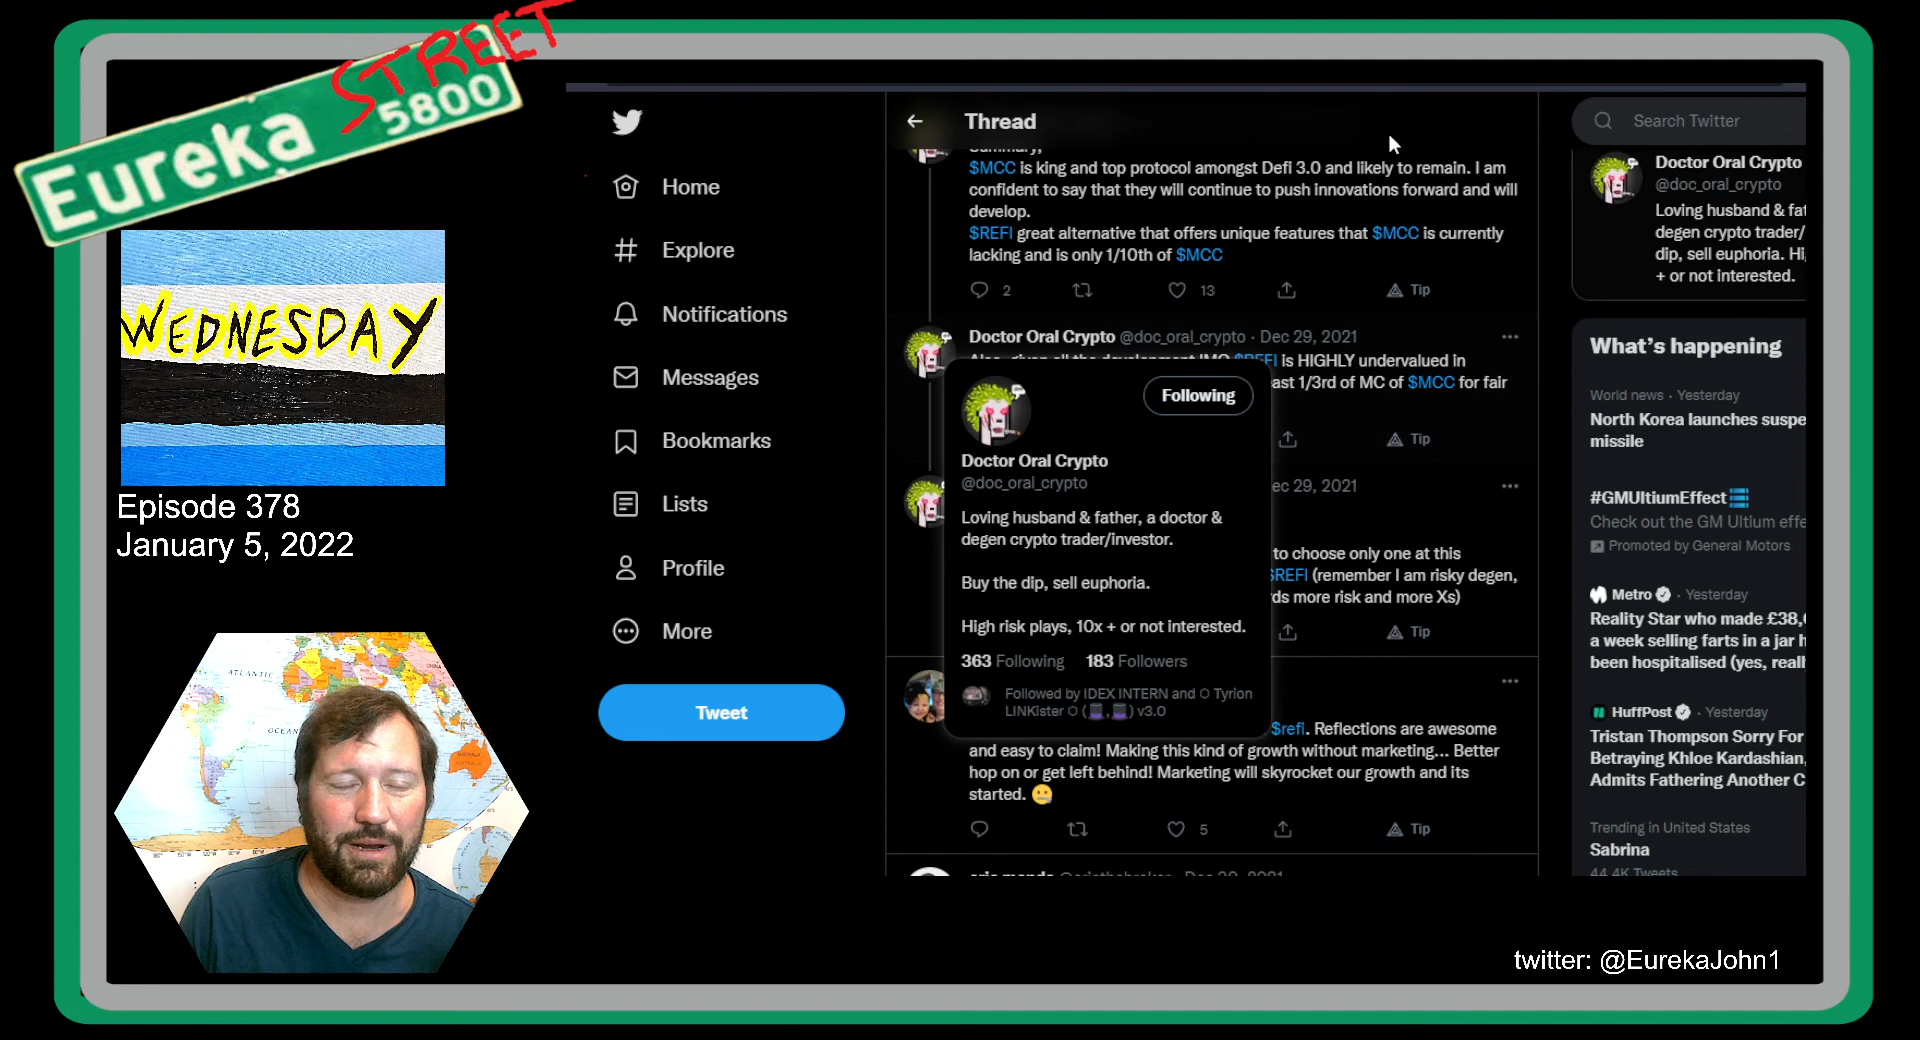 Eureka STREET
5800
WEDNESDAY
Episode 378
January 5, 2022
ATLANTIC
Home
Explore
Notifications
Messages
Bookmarks
Lists
Profile
More
Tweet
Thread
Summary,
$MCC is king and top protocol amongst Defi 3.0 and likely to remain. I am
confident to say that they will continue to push innovations forward and will
develop.
$REFI great alternative that offers unique features that $MCC is currently
lacking and is only 1/10th of $MCC
2 13 Tip
Doctor Oral Crypto @doc_oral_crypto · Dec 29, 2021
Also, given all the development IMO $REFI is HIGHLY undervalued in
ast 1/3rd of MC of $MCC for fair
Tip
Following
Doctor Oral Crypto
@doc_oral_crypto
Loving husband & father, a doctor &
degen crypto trader/investor.
Buy the dip, sell euphoria.
High risk plays, 10x + or not interested.
363 Following 183 Followers
Followed by IDEX INTERN and ⬡ Tyrion
LINKister ⬡ ( , ) v3.0
ec 29, 2021
to choose only one at this
$REFI (remember I am risky degen,
ds more risk and more Xs)
Tip
$refi. Reflections are awesome
and easy to claim! Making this kind of growth without marketing... Better
hop on or get left behind! Marketing will skyrocket our growth and its
started. 🤐
5 Tip
Search Twitter
Doctor Oral Crypto
@doc_oral_crypto
Loving husband & fat
degen crypto trader/
dip, sell euphoria. Hi
+ or not interested.
What's happening
World news · Yesterday
North Korea launches suspe
missile
#GMUltiumEffect
Check out the GM Ultium effe
Promoted by General Motors
Metro · Yesterday
Reality Star who made £38,
a week selling farts in a jar h
been hospitalised (yes, reall
HuffPost · Yesterday
Tristan Thompson Sorry For
Betraying Khloe Kardashian,
Admits Fathering Another C
Trending in United States
Sabrina
44.4K Tweets
twitter: @EurekaJohn1